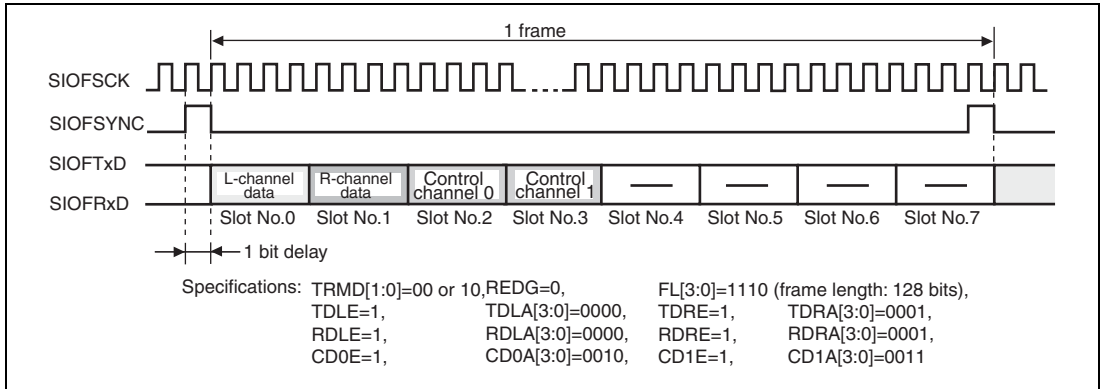 1 frame
SIOFSCK
SIOFSYNC
SIOFTxD
SIOFRxD
L-channel data
R-channel data
Control channel 0
Control channel 1
Slot No.0 Slot No.1 Slot No.2 Slot No.3 Slot No.4 Slot No.5 Slot No.6 Slot No.7
1 bit delay
Specifications: TRMD[1:0]=00 or 10, REDG=0, FL[3:0]=1110 (frame length: 128 bits),
TDLE=1, TDLA[3:0]=0000, TDRE=1, TDRA[3:0]=0001,
RDLE=1, RDLA[3:0]=0000, RDRE=1, RDRA[3:0]=0001,
CD0E=1, CD0A[3:0]=0010, CD1E=1, CD1A[3:0]=0011